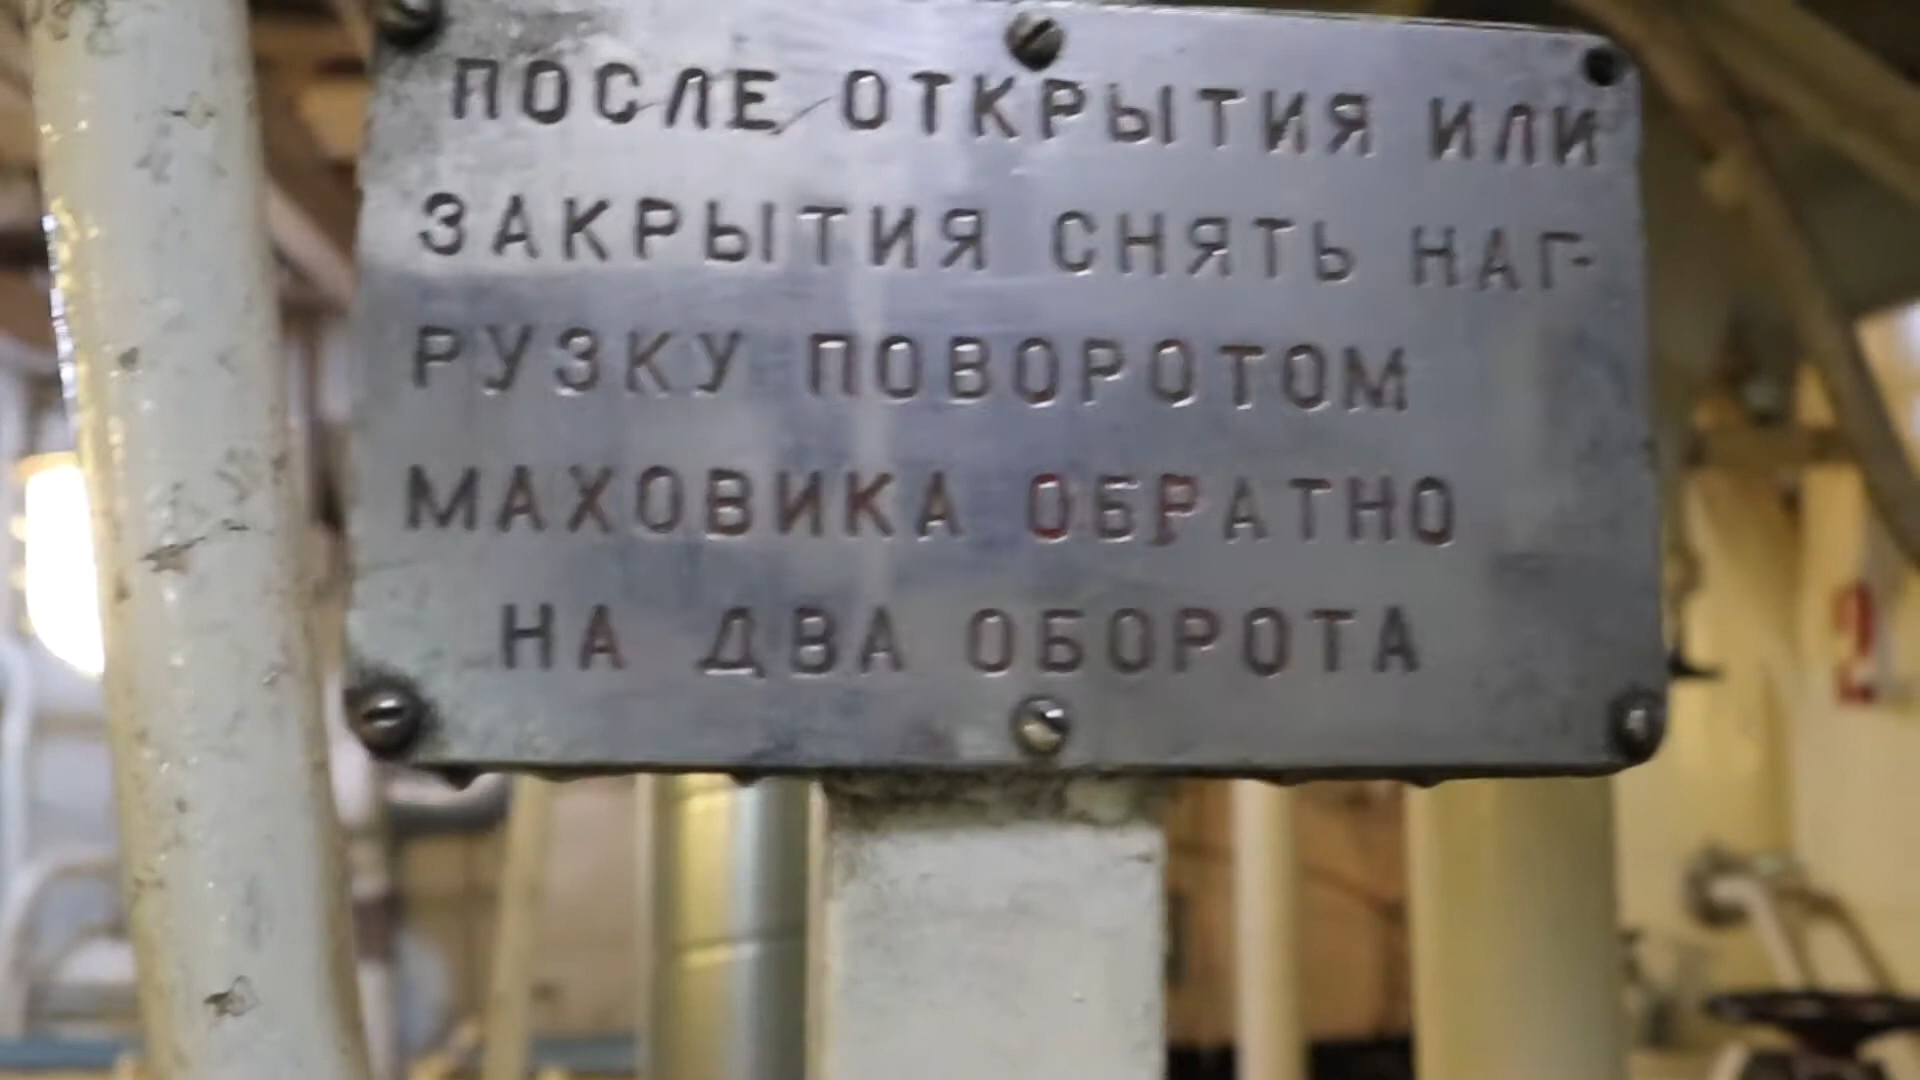 ПОСЛЕ ОТКРЫТИЯ ИЛИ
ЗАКРЫТИЯ СНЯТЬ НАГ-
РУЗКУ ПОВОРОТОМ
МАХОВИКА ОБРАТНО
НА ДВА ОБОРОТА